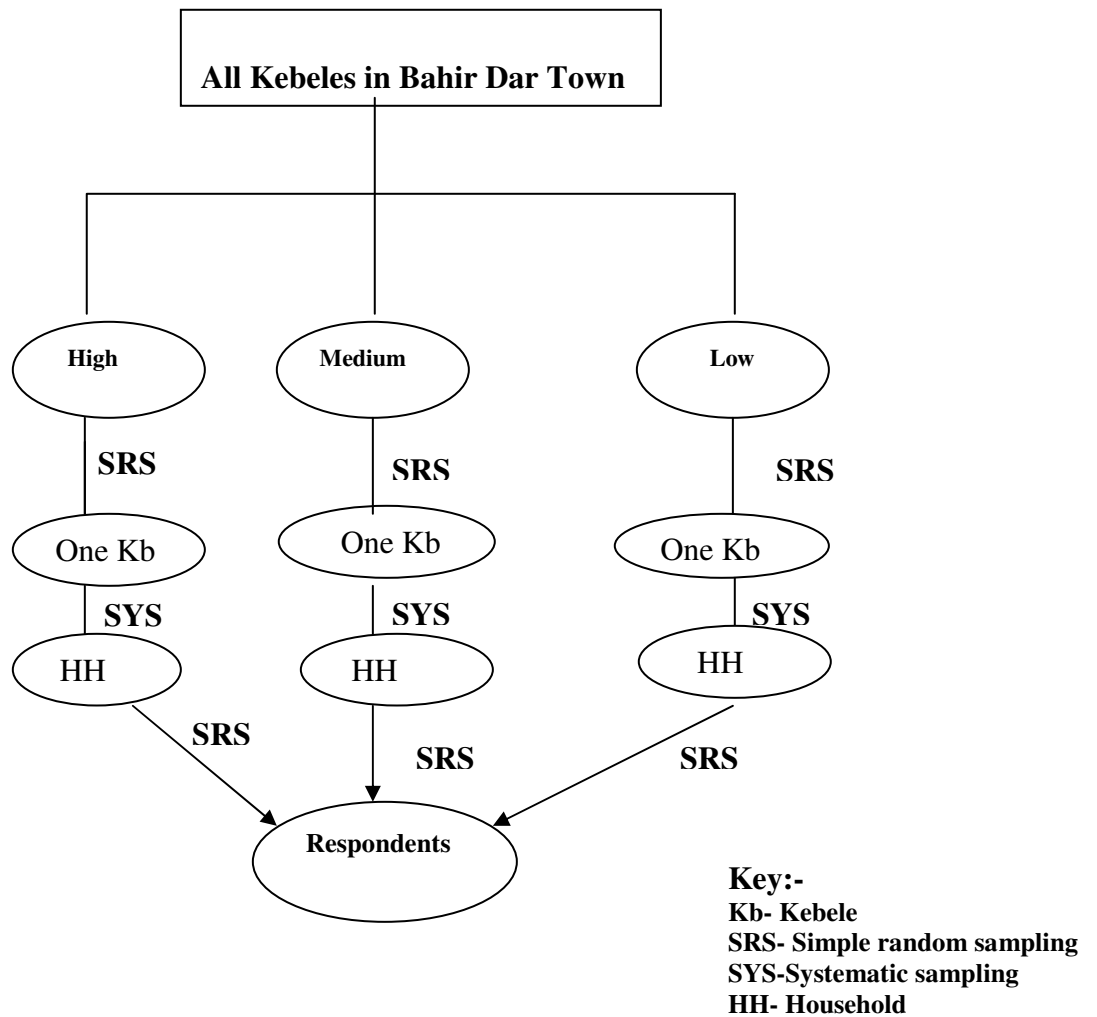 All Kebeles in Bahir Dar Town
High
Medium
Low
SRS
SRS
SRS
One Kb
One Kb
One Kb
SYS
SYS
SYS
HH
HH
HH
SRS
SRS
SRS
Respondents
Key:-
Kb- Kebele
SRS- Simple random sampling
SYS-Systematic sampling
HH- Household